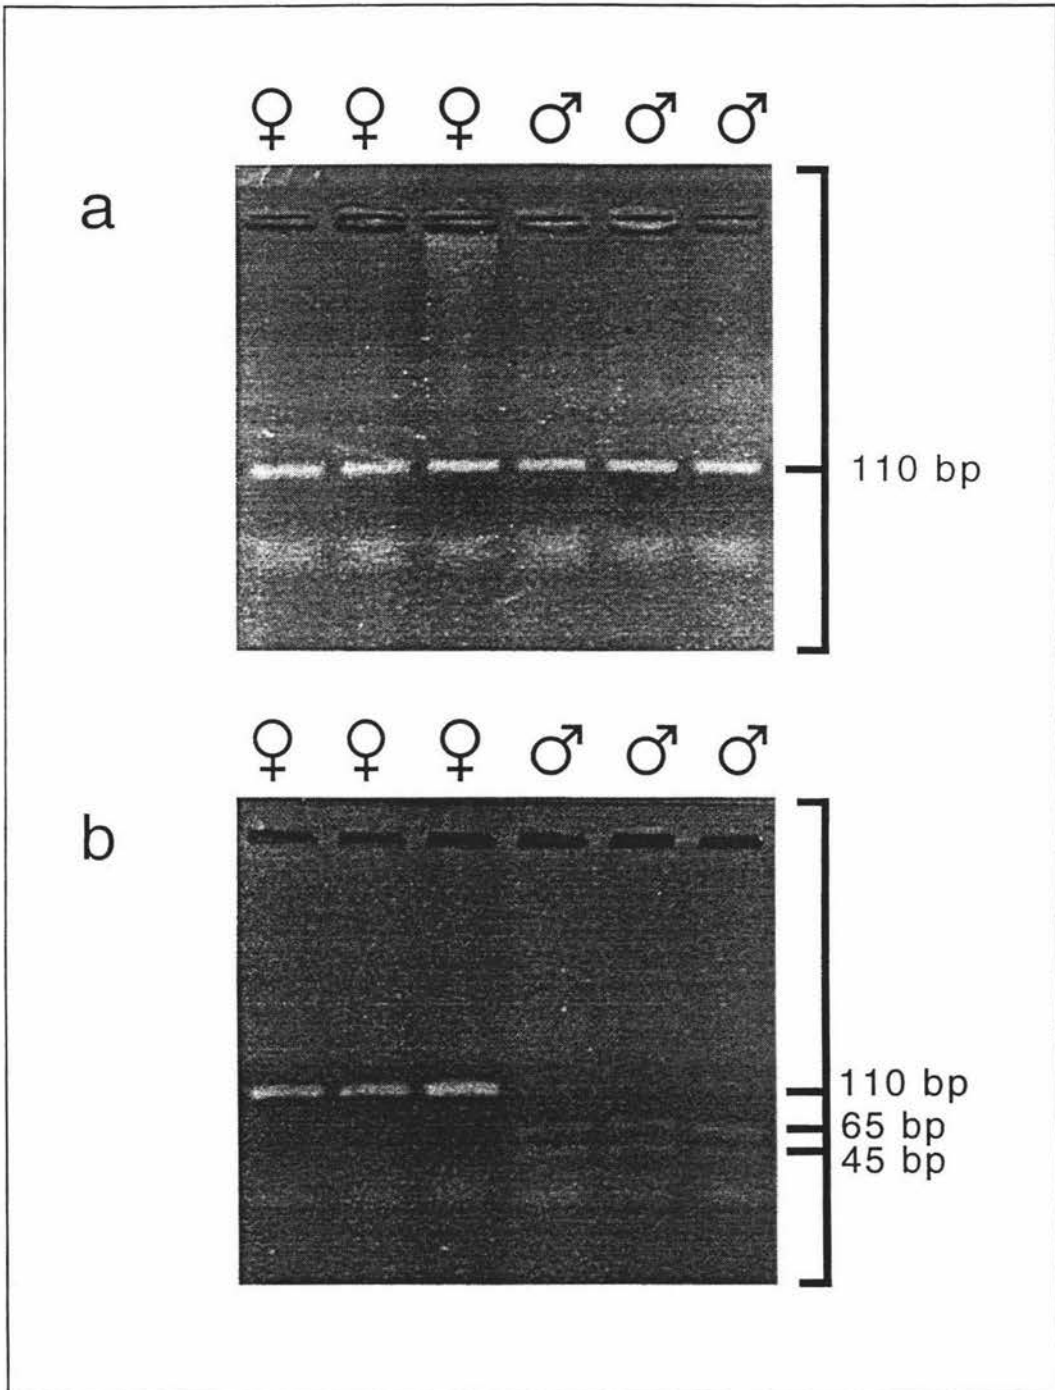 ♀ ♀ ♀ ♂ ♂ ♂
a
110 bp
♀ ♀ ♀ ♂ ♂ ♂
b
110 bp
65 bp
45 bp